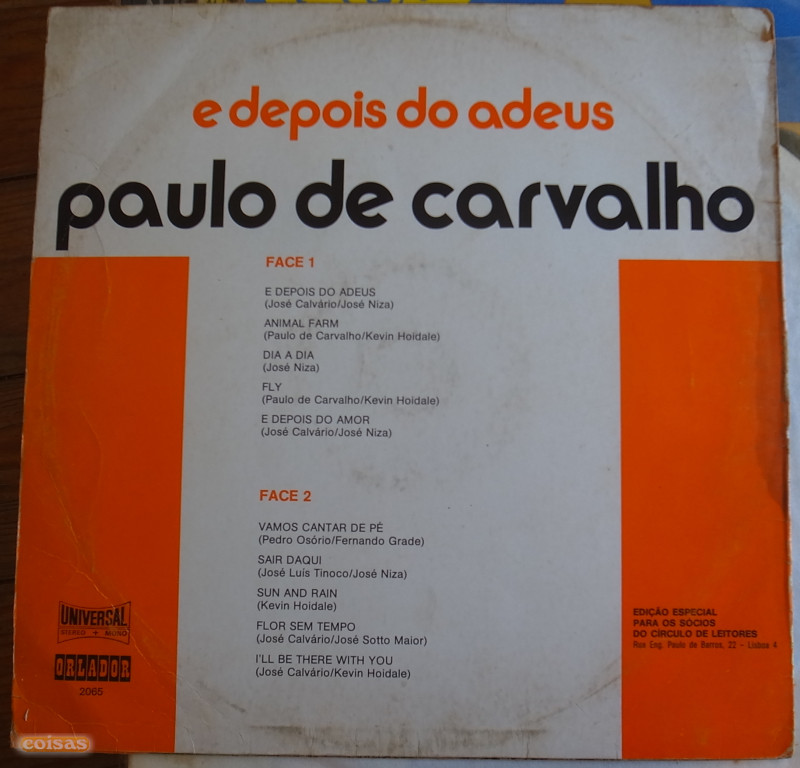 e depois do adeus
paulo de carvalho
FACE 1
E DEPOIS DO ADEUS
(José Calvário/José Niza)
ANIMAL FARM
(Paulo de Carvalho/Kevin Hoidale)
DIA A DIA
(José Niza)
FLY
(Paulo de Carvalho/Kevin Hoidale)
E DEPOIS DO AMOR
(José Calvário/José Niza)
FACE 2
VAMOS CANTAR DE PÉ
(Pedro Osório/Fernando Grade)
SAIR DAQUI
(José Luís Tinoco/José Niza)
SUN AND RAIN
(Kevin Hoidale)
FLOR SEM TEMPO
(José Calvário/José Sotto Maior)
I'LL BE THERE WITH YOU
(José Calvário/Kevin Hoidale)
UNIVERSAL
STEREO + MONO
ORLADOR
2065
EDIÇÃO ESPECIAL
PARA OS SÓCIOS
DO CÍRCULO DE LEITORES
Rua Eng. Paulo de Barros, 22 - Lisboa 4
coisas